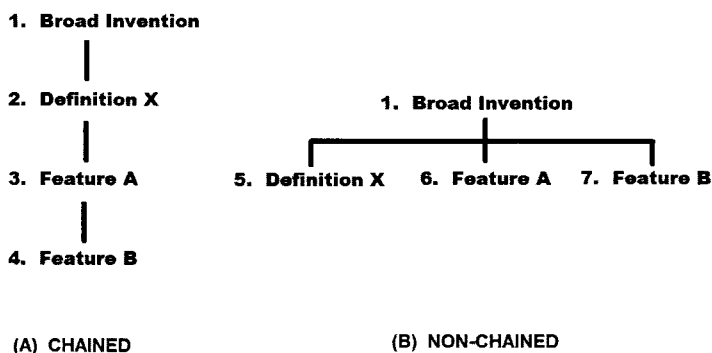 1. Broad Invention
2. Definition X
3. Feature A
4. Feature B
(A) CHAINED
1. Broad Invention
5. Definition X 6. Feature A 7. Feature B
(B) NON-CHAINED